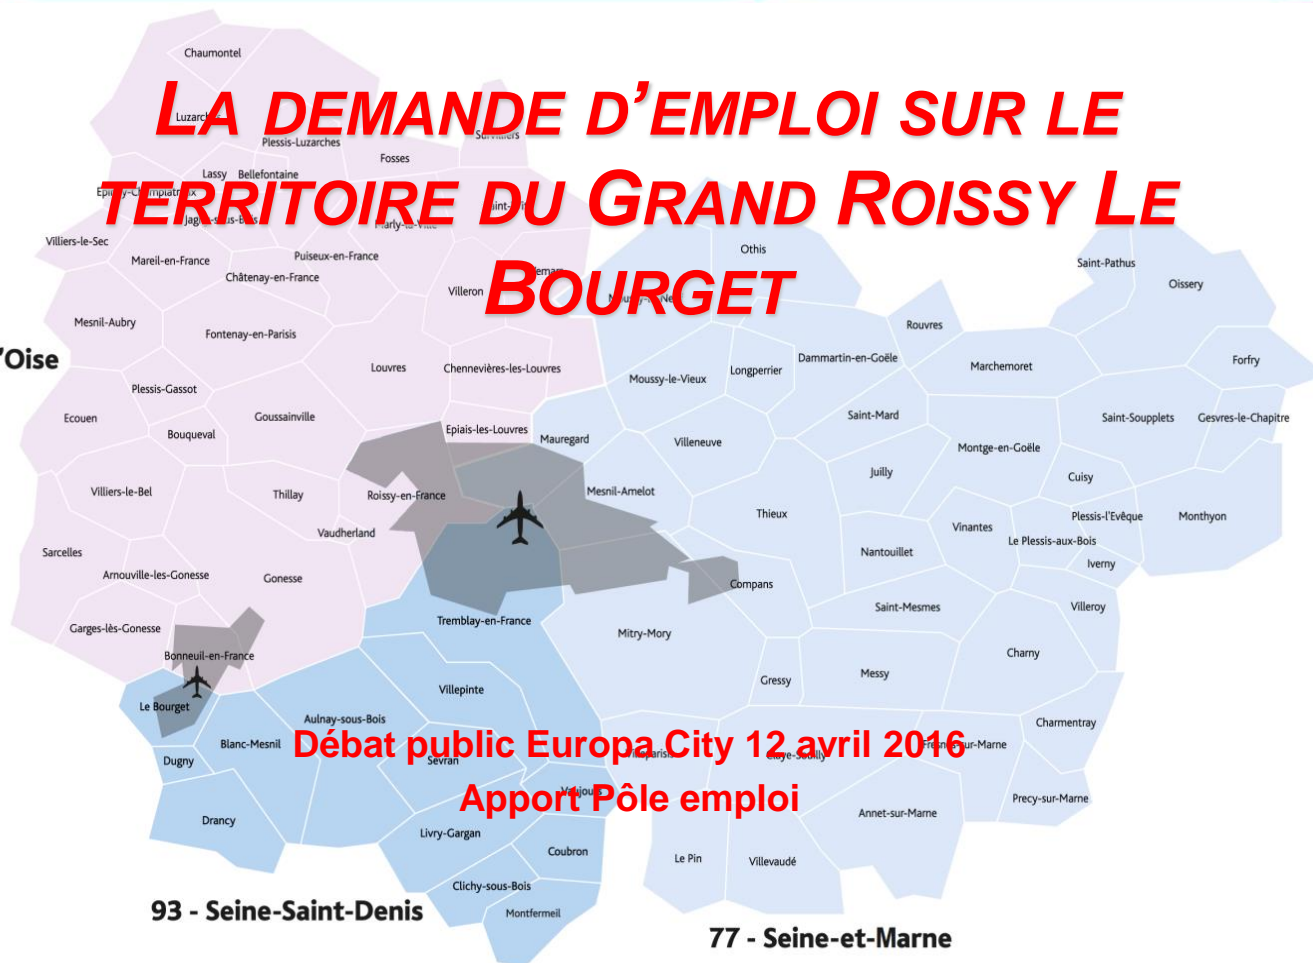 LA DEMANDE D'EMPLOI SUR LE
TERRITOIRE DU GRAND ROISSY LE
BOURGET
Débat public Europa City 12 avril 2016
Apport Pôle emploi
Chaumontel
Plessis-Luzarches
Fosses
Lassy
Bellefontaine
Villiers-le-Sec
Mareil-en-France
Puiseux-en-France
Châtenay-en-France
Villeron
Othis
Saint-Pathus
Oissery
Mesnil-Aubry
Fontenay-en-Parisis
Rouvres
'Oise
Louvres
Chennevières-les-Louvres
Moussy-le-Vieux
Longperrier
Dammartin-en-Goële
Marchemoret
Forfry
Plessis-Gassot
Ecouen
Goussainville
Bouqueval
Epiais-les-Louvres
Mauregard
Villeneuve
Saint-Mard
Saint-Soupplets
Gesvres-le-Chapitre
Montge-en-Goële
Juilly
Cuisy
Villiers-le-Bel
Thillay
Roissy-en-France
Mesnil-Amelot
Thieux
Vinantes
Plessis-l'Evêque
Monthyon
Vaudherland
Le Plessis-aux-Bois
Sarcelles
Nantouillet
Iverny
Arnouville-les-Gonesse
Gonesse
Compans
Saint-Mesmes
Villeroy
Garges-lès-Gonesse
Tremblay-en-France
Mitry-Mory
Bonneuil-en-France
Charny
Gressy
Messy
Villepinte
Le Bourget
Aulnay-sous-Bois
Charmentray
Blanc-Mesnil
Dugny
Sevran
Precy-sur-Marne
Annet-sur-Marne
Drancy
Livry-Gargan
Coubron
Le Pin
Villevaudé
Clichy-sous-Bois
Montfermeil
93 - Seine-Saint-Denis
77 - Seine-et-Marne